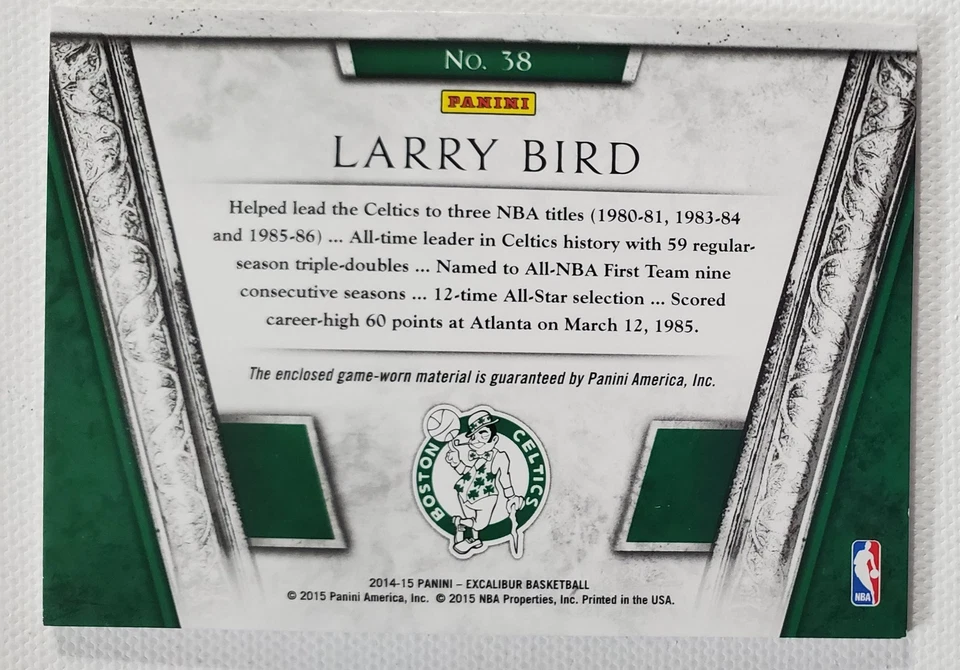 No. 38
PANINI
LARRY BIRD
Helped lead the Celtics to three NBA titles (1980-81, 1983-84
and 1985-86) ... All-time leader in Celtics history with 59 regular-
season triple-doubles ... Named to All-NBA First Team nine
consecutive seasons ... 12-time All-Star selection ... Scored
career-high 60 points at Atlanta on March 12, 1985.
The enclosed game-worn material is guaranteed by Panini America, Inc.
BOSTON CELTICS
NBA
2014-15 PANINI – EXCALIBUR BASKETBALL
© 2015 Panini America, Inc. © 2015 NBA Properties, Inc. Printed in the USA.